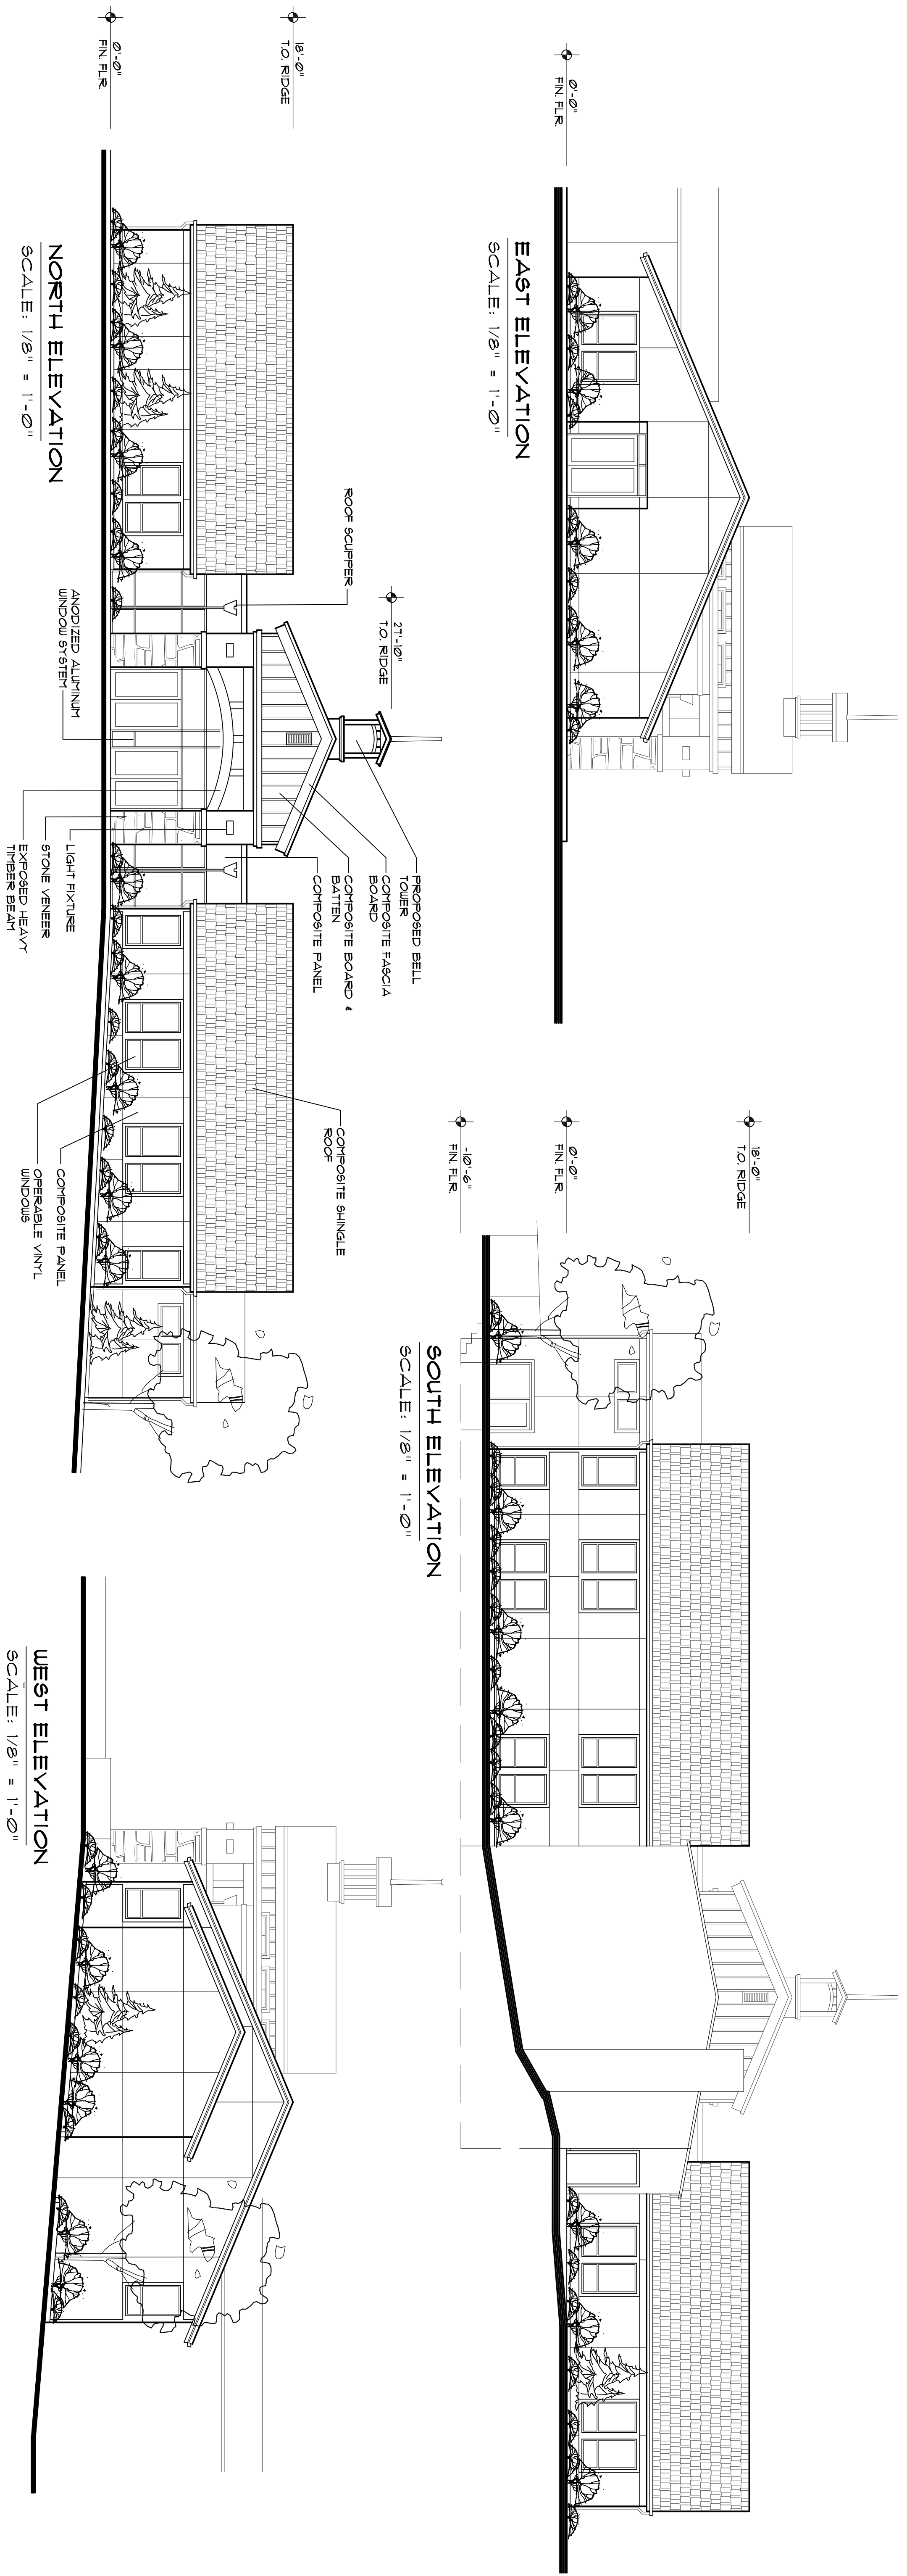 0'-0"
FIN. FLR.
EAST ELEVATION
SCALE: 1/8" = 1'-0"
18'-0"
T.O. RIDGE
0'-0"
FIN. FLR.
-10'-6"
FIN. FLR.
SOUTH ELEVATION
SCALE: 1/8" = 1'-0"
18'-0"
T.O. RIDGE
0'-0"
FIN. FLR.
27'-10"
T.O. RIDGE
ROOF SCUPPER
PROPOSED BELL
TOWER
COMPOSITE FASCIA
BOARD
COMPOSITE BOARD &
BATTEN
COMPOSITE PANEL
COMPOSITE SHINGLE
ROOF
ANODIZED ALUMINUM
WINDOW SYSTEM
LIGHT FIXTURE
STONE VENEER
EXPOSED HEAVY
TIMBER BEAM
COMPOSITE PANEL
OPERABLE VINYL
WINDOWS
NORTH ELEVATION
SCALE: 1/8" = 1'-0"
WEST ELEVATION
SCALE: 1/8" = 1'-0"